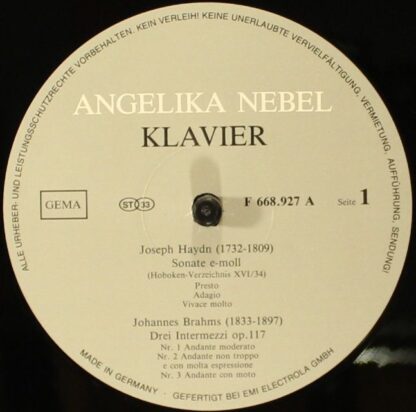 ALLE URHEBER- UND LEISTUNGSSCHUTZRECHTE VORBEHALTEN. KEIN VERLEIH! KEINE UNERLAUBTE VERVIELFÄLTIGUNG, VERMIETUNG, AUFFÜHRUNG, SENDUNG!
ANGELIKA NEBEL
KLAVIER
GEMA
ST 33
F 668.927 A
Seite 1
Joseph Haydn (1732-1809)
Sonate e-moll
(Hoboken-Verzeichnis XVI/34)
Presto
Adagio
Vivace molto
Johannes Brahms (1833-1897)
Drei Intermezzi op.117
Nr. 1 Andante moderato
Nr. 2 Andante non troppo
e con molta espressione
Nr. 3 Andante con moto
MADE IN GERMANY · GEFERTIGT BEI EMI ELECTROLA GMBH